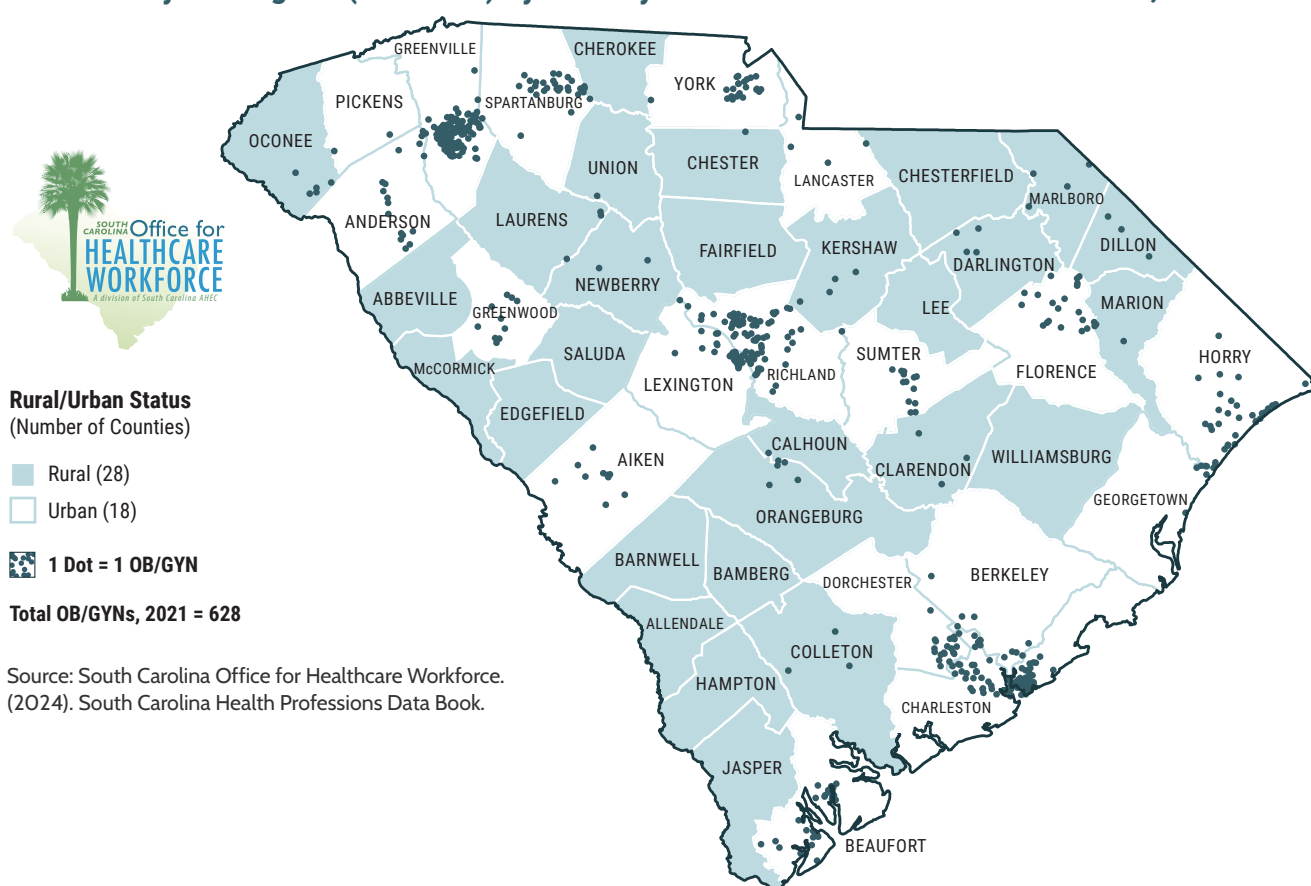 GREENVILLE
CHEROKEE
YORK
PICKENS
SPARTANBURG
OCONEE
UNION
CHESTER
LANCASTER
CHESTERFIELD
MARLBORO
ANDERSON
LAURENS
FAIRFIELD
KERSHAW
DARLINGTON
DILLON
SOUTH
CAROLINA
Office for
HEALTHCARE
WORKFORCE
A division of South Carolina AHEC
ABBEVILLE
GREENWOOD
NEWBERRY
LEE
MARION
McCORMICK
SALUDA
LEXINGTON
RICHLAND
SUMTER
FLORENCE
HORRY
EDGEFIELD
AIKEN
CALHOUN
CLARENDON
WILLIAMSBURG
GEORGETOWN
ORANGEBURG
BARNWELL
BAMBERG
DORCHESTER
BERKELEY
ALLENDALE
COLLETON
HAMPTON
CHARLESTON
JASPER
BEAUFORT
Rural/Urban Status
(Number of Counties)
Rural (28)
Urban (18)
1 Dot = 1 OB/GYN
Total OB/GYNs, 2021 = 628
Source: South Carolina Office for Healthcare Workforce.
(2024). South Carolina Health Professions Data Book.